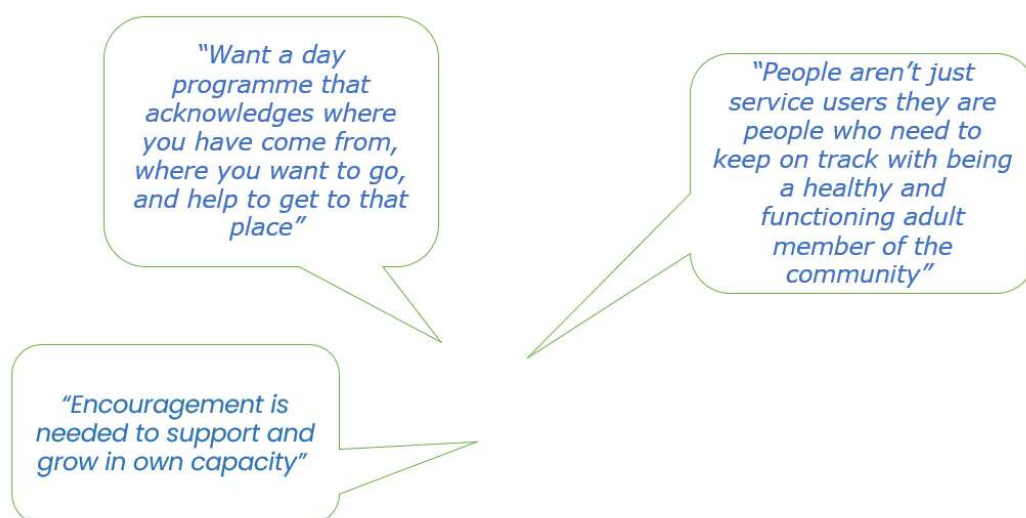 “Want a day
programme that
acknowledges where
you have come from,
where you want to go,
and help to get to that
place”
“People aren’t just
service users they are
people who need to
keep on track with being
a healthy and
functioning adult
member of the
community”
“Encouragement is
needed to support and
grow in own capacity”